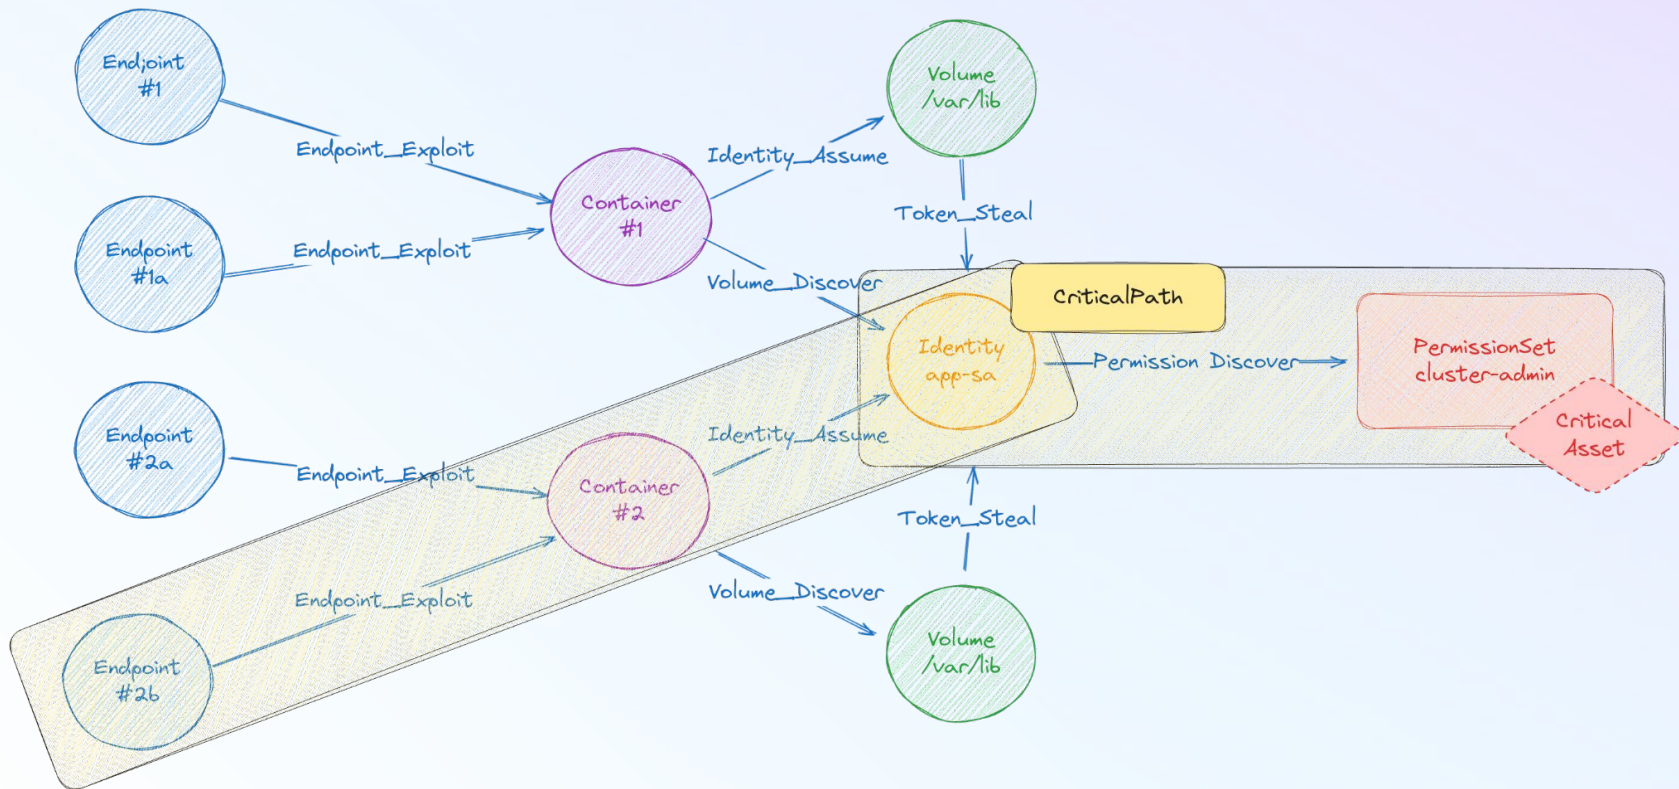 Endjoint
#1
Endpoint_Exploit
Endpoint
#1a
Endpoint_Exploit
Container
#1
Identity_Assume
Volume
/var/lib
Token_Steal
Volume_Discover
CriticalPath
Identity
app-sa
Permission Discover
PermissionSet
cluster-admin
Critical
Asset
Endpoint
#2a
Endpoint_Exploit
Container
#2
Identity_Assume
Token_Steal
Endpoint_Exploit
Volume_Discover
Volume
/var/lib
Endpoint
#2b